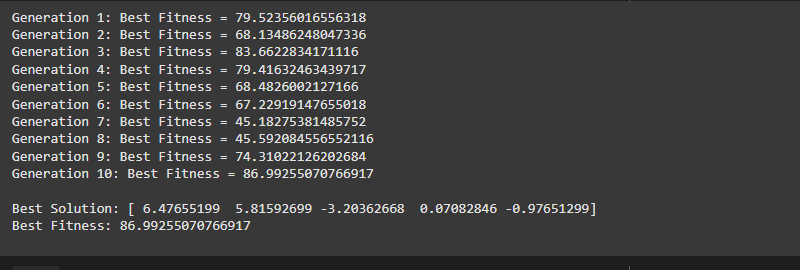 Generation 1: Best Fitness = 79.52356016556318
Generation 2: Best Fitness = 68.13486248047336
Generation 3: Best Fitness = 83.6622834171116
Generation 4: Best Fitness = 79.41632463439717
Generation 5: Best Fitness = 68.4826002127166
Generation 6: Best Fitness = 67.22919147655018
Generation 7: Best Fitness = 45.18275381485752
Generation 8: Best Fitness = 45.592084556552116
Generation 9: Best Fitness = 74.31022126202684
Generation 10: Best Fitness = 86.99255070766917
Best Solution: [ 6.47655199  5.81592699 -3.20362668  0.07082846 -0.97651299]
Best Fitness: 86.99255070766917